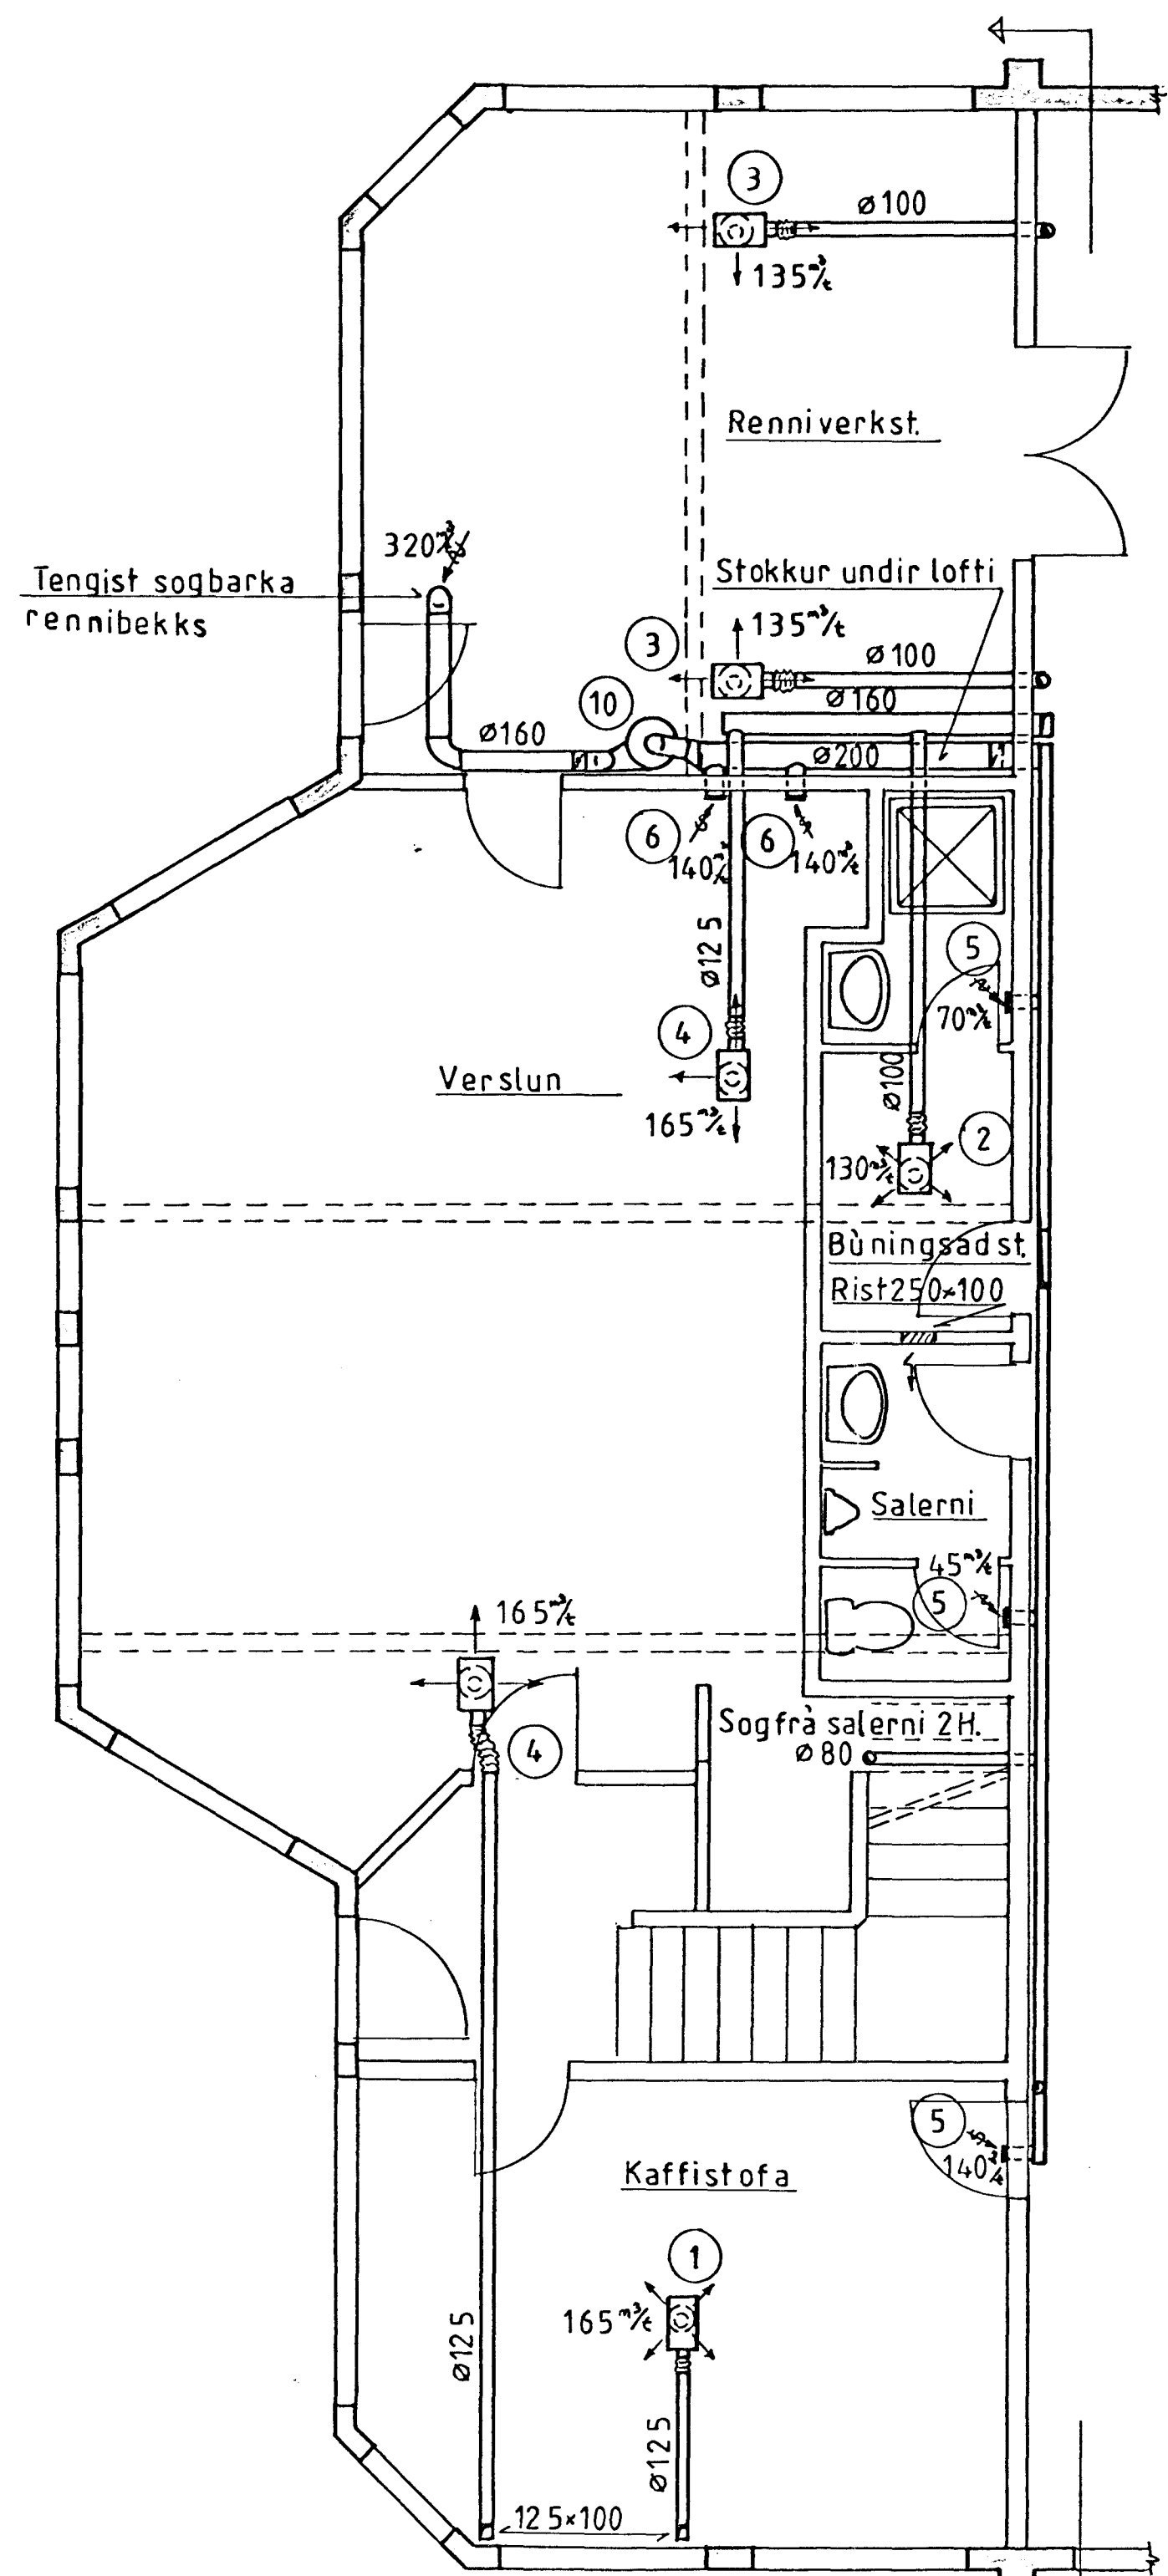 3
ø100
135 m³/t
Renniverkst.
320 m³/t
Tengist sogbarka
rennibekks
Stokkur undir lofti
135 m³/t
3
ø100
10
ø160
ø160
ø200
6
6
140 m³/t
140 m³/t
ø125
5
70 m³/t
4
Verslun
ø100
165 m³/t
2
130 m³/t
Bùningsadst.
Rist 250×100
Salerni
45 m³/t
5
165 m³/t
4
Sog frà salerni 2H.
ø80
5
140 m³/t
Kaffistofa
1
165 m³/t
ø125
ø125
125×100